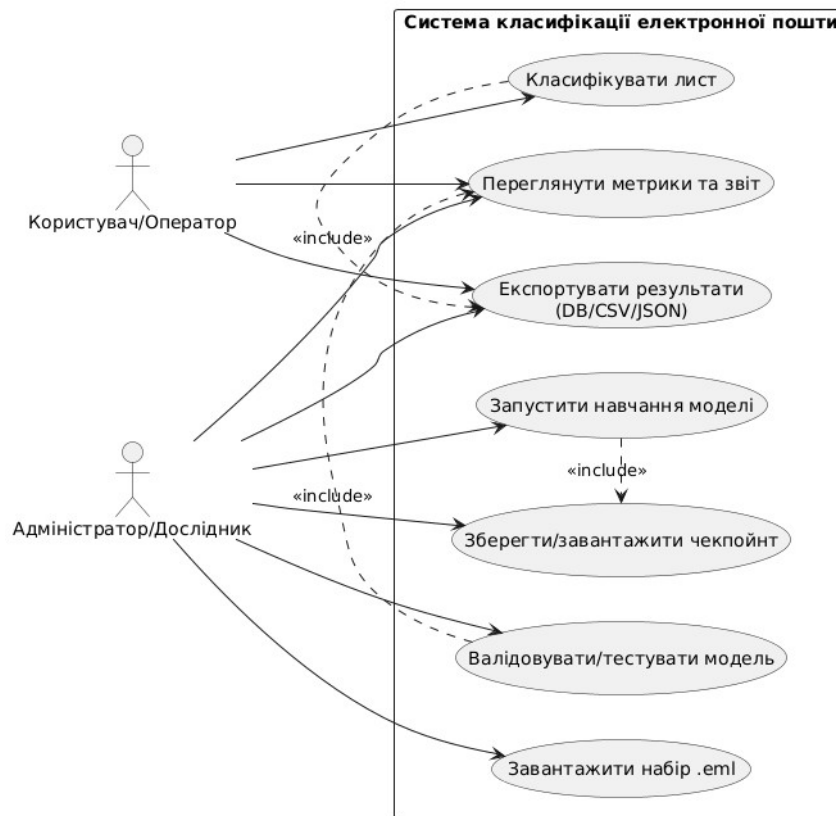 Система класифікації електронної пошти
Класифікувати лист
Переглянути метрики та звіт
Користувач/Оператор
«include»
Експортувати результати
(DB/CSV/JSON)
Запустити навчання моделі
«include»
Адміністратор/Дослідник
«include»
Зберегти/завантажити чекпойнт
Валідовувати/тестувати модель
Завантажити набір .eml